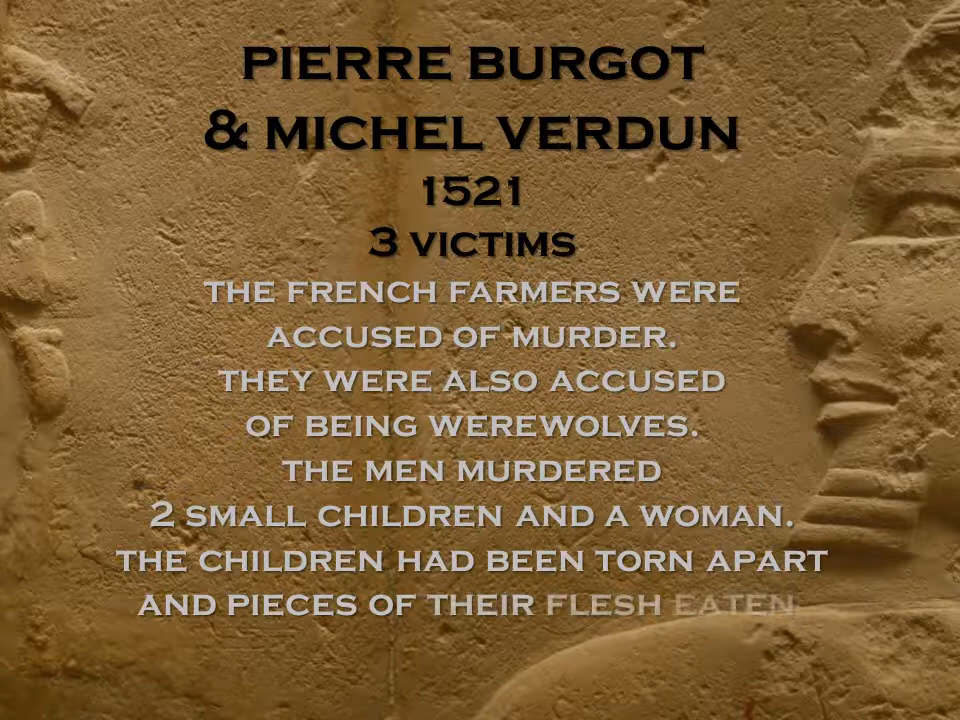 PIERRE BURGOT
& MICHEL VERDUN
1521
3 VICTIMS
THE FRENCH FARMERS WERE
ACCUSED OF MURDER.
THEY WERE ALSO ACCUSED
OF BEING WEREWOLVES.
THE MEN MURDERED
2 SMALL CHILDREN AND A WOMAN.
THE CHILDREN HAD BEEN TORN APART
AND PIECES OF THEIR FLESH EATEN.